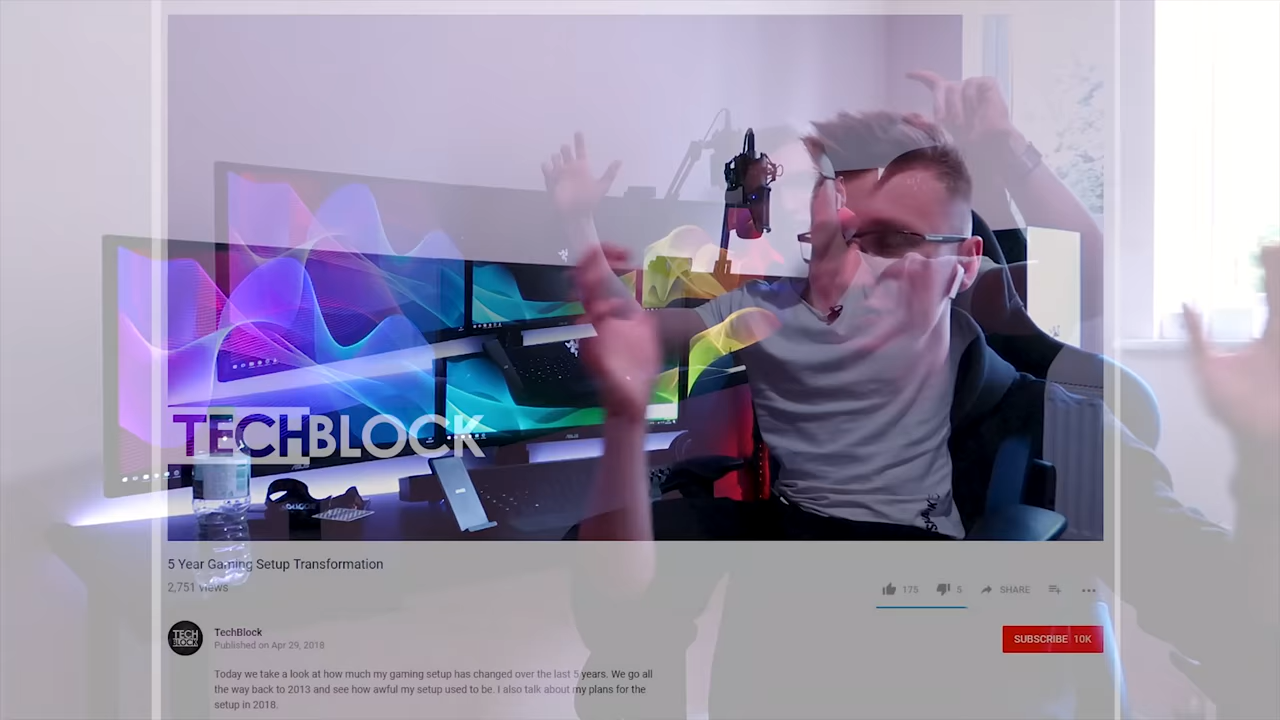 TECHBLOCK
5 Year Gaming Setup Transformation
2,751 views
175
5
SHARE
TECH
BLOCK
TechBlock
Published on Apr 29, 2018
SUBSCRIBE 10K
Today we take a look at how much my gaming setup has changed over the last 5 years. We go all
the way back to 2013 and see how awful my setup used to be. I also talk about my plans for the
setup in 2018.